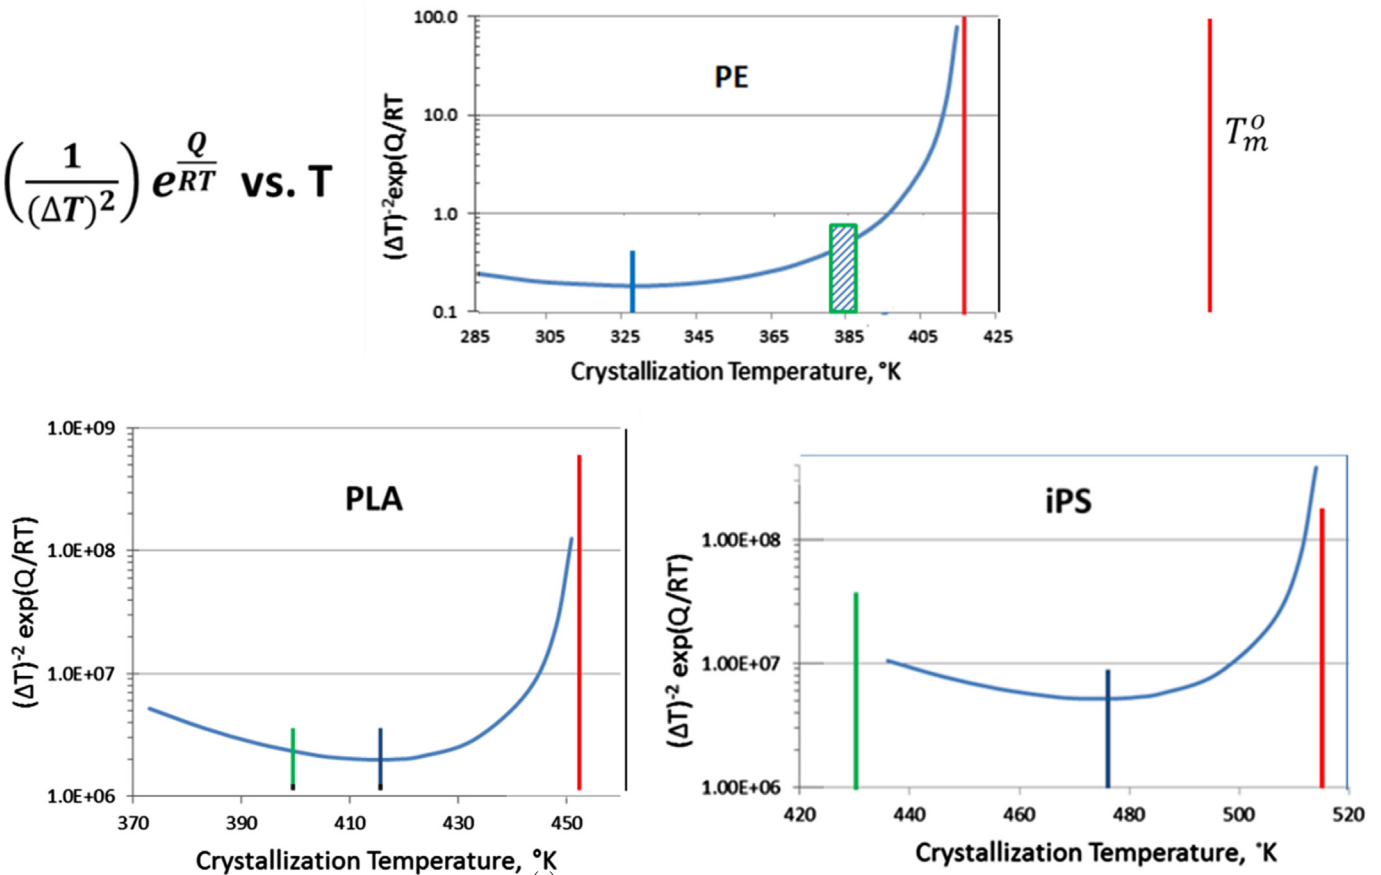 100.0
10.0
1.0
0.1
(ΔT)-2exp(Q/RT
PE
285 305 325 345 365 385 405 425
Crystallization Temperature, °K
(1/(ΔT)²) e^(Q/RT) vs. T
T_m^o
1.0E+09
1.0E+08
1.0E+07
1.0E+06
(ΔT)-2 exp(Q/RT)
PLA
370 390 410 430 450
Crystallization Temperature, °K
1.00E+08
1.00E+07
1.00E+06
(ΔT)-2 exp(Q/RT)
iPS
420 440 460 480 500 520
Crystallization Temperature, °K